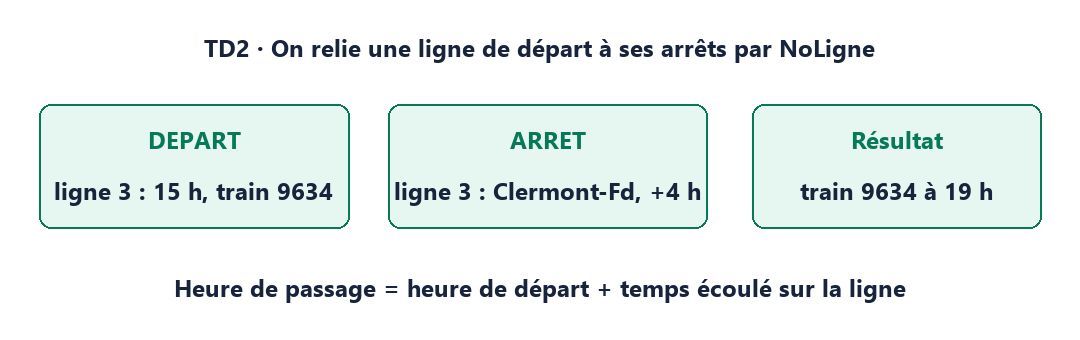 TD2 · On relie une ligne de départ à ses arrêts par NoLigne
DEPART
ligne 3 : 15 h, train 9634
ARRET
ligne 3 : Clermont-Fd, +4 h
Résultat
train 9634 à 19 h
Heure de passage = heure de départ + temps écoulé sur la ligne